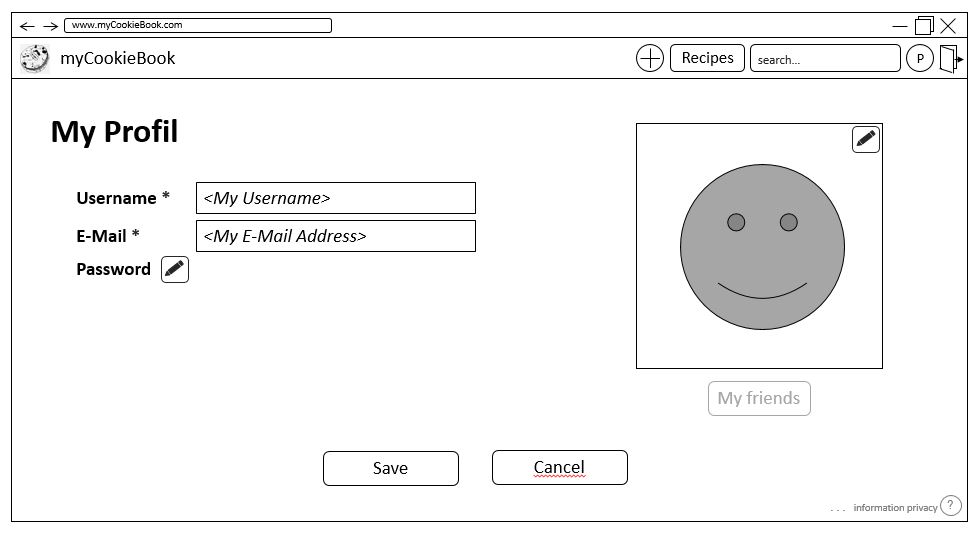 www.myCookieBook.com
myCookieBook
Recipes
search...
P
My Profil
Username *
<My Username>
E-Mail *
<My E-Mail Address>
Password
My friends
Save
Cancel
... information privacy
?